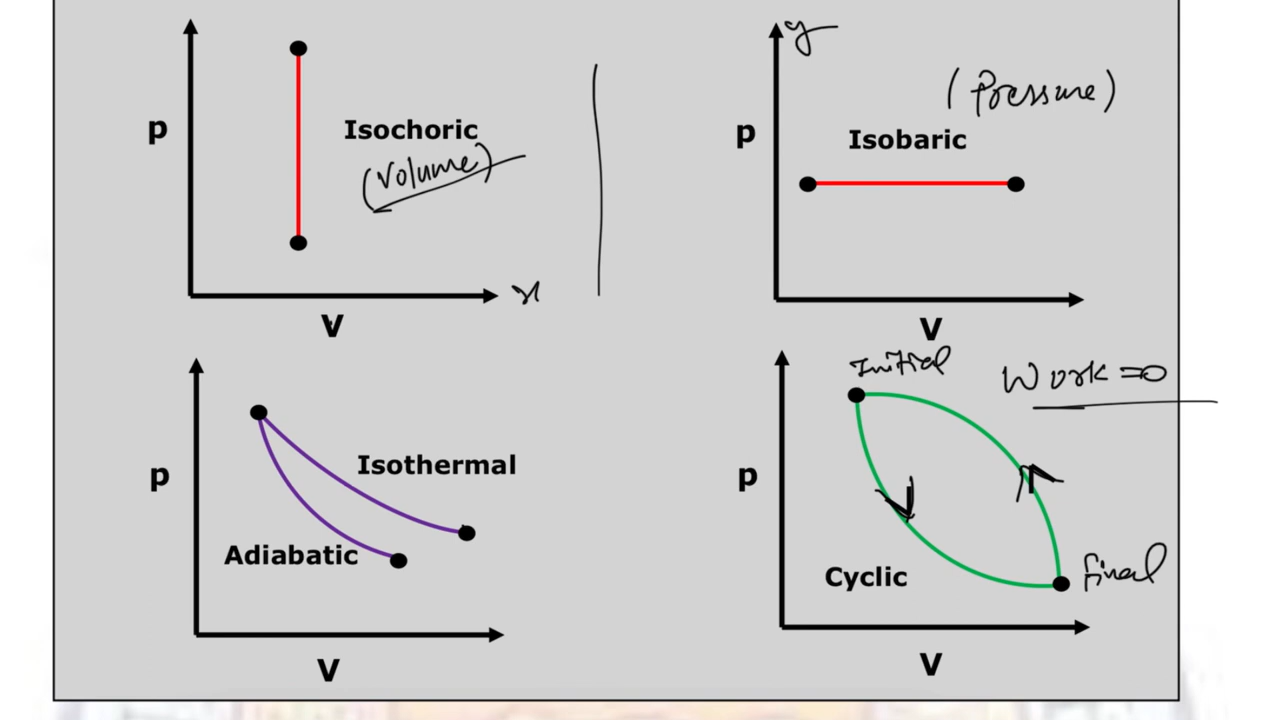 p
Isochoric
(Volume)
x
V
y
(Pressure)
p
Isobaric
V
p
Isothermal
Adiabatic
V
Initial
Work = 0
p
Cyclic
final
V